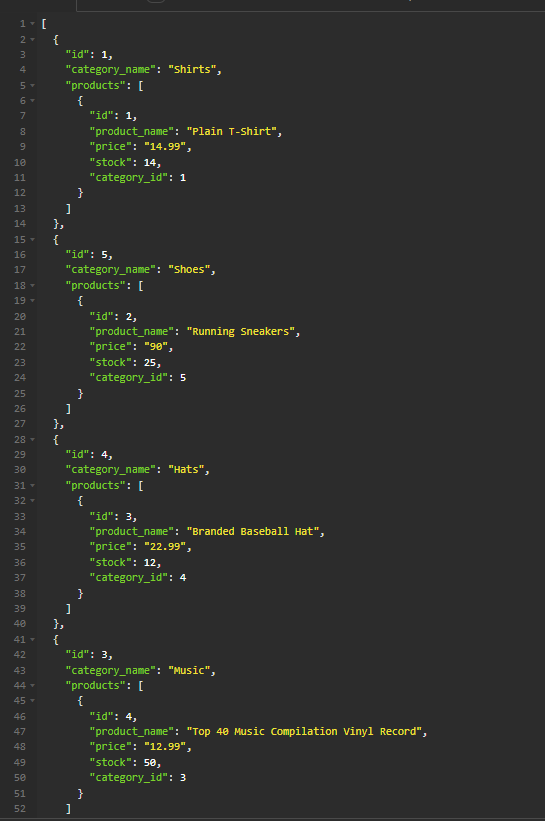 1 [
2 {
3 "id": 1,
4 "category_name": "Shirts",
5 "products": [
6 {
7 "id": 1,
8 "product_name": "Plain T-Shirt",
9 "price": "14.99",
10 "stock": 14,
11 "category_id": 1
12 }
13 ]
14 },
15 {
16 "id": 5,
17 "category_name": "Shoes",
18 "products": [
19 {
20 "id": 2,
21 "product_name": "Running Sneakers",
22 "price": "90",
23 "stock": 25,
24 "category_id": 5
25 }
26 ]
27 },
28 {
29 "id": 4,
30 "category_name": "Hats",
31 "products": [
32 {
33 "id": 3,
34 "product_name": "Branded Baseball Hat",
35 "price": "22.99",
36 "stock": 12,
37 "category_id": 4
38 }
39 ]
40 },
41 {
42 "id": 3,
43 "category_name": "Music",
44 "products": [
45 {
46 "id": 4,
47 "product_name": "Top 40 Music Compilation Vinyl Record",
48 "price": "12.99",
49 "stock": 50,
50 "category_id": 3
51 }
52 ]